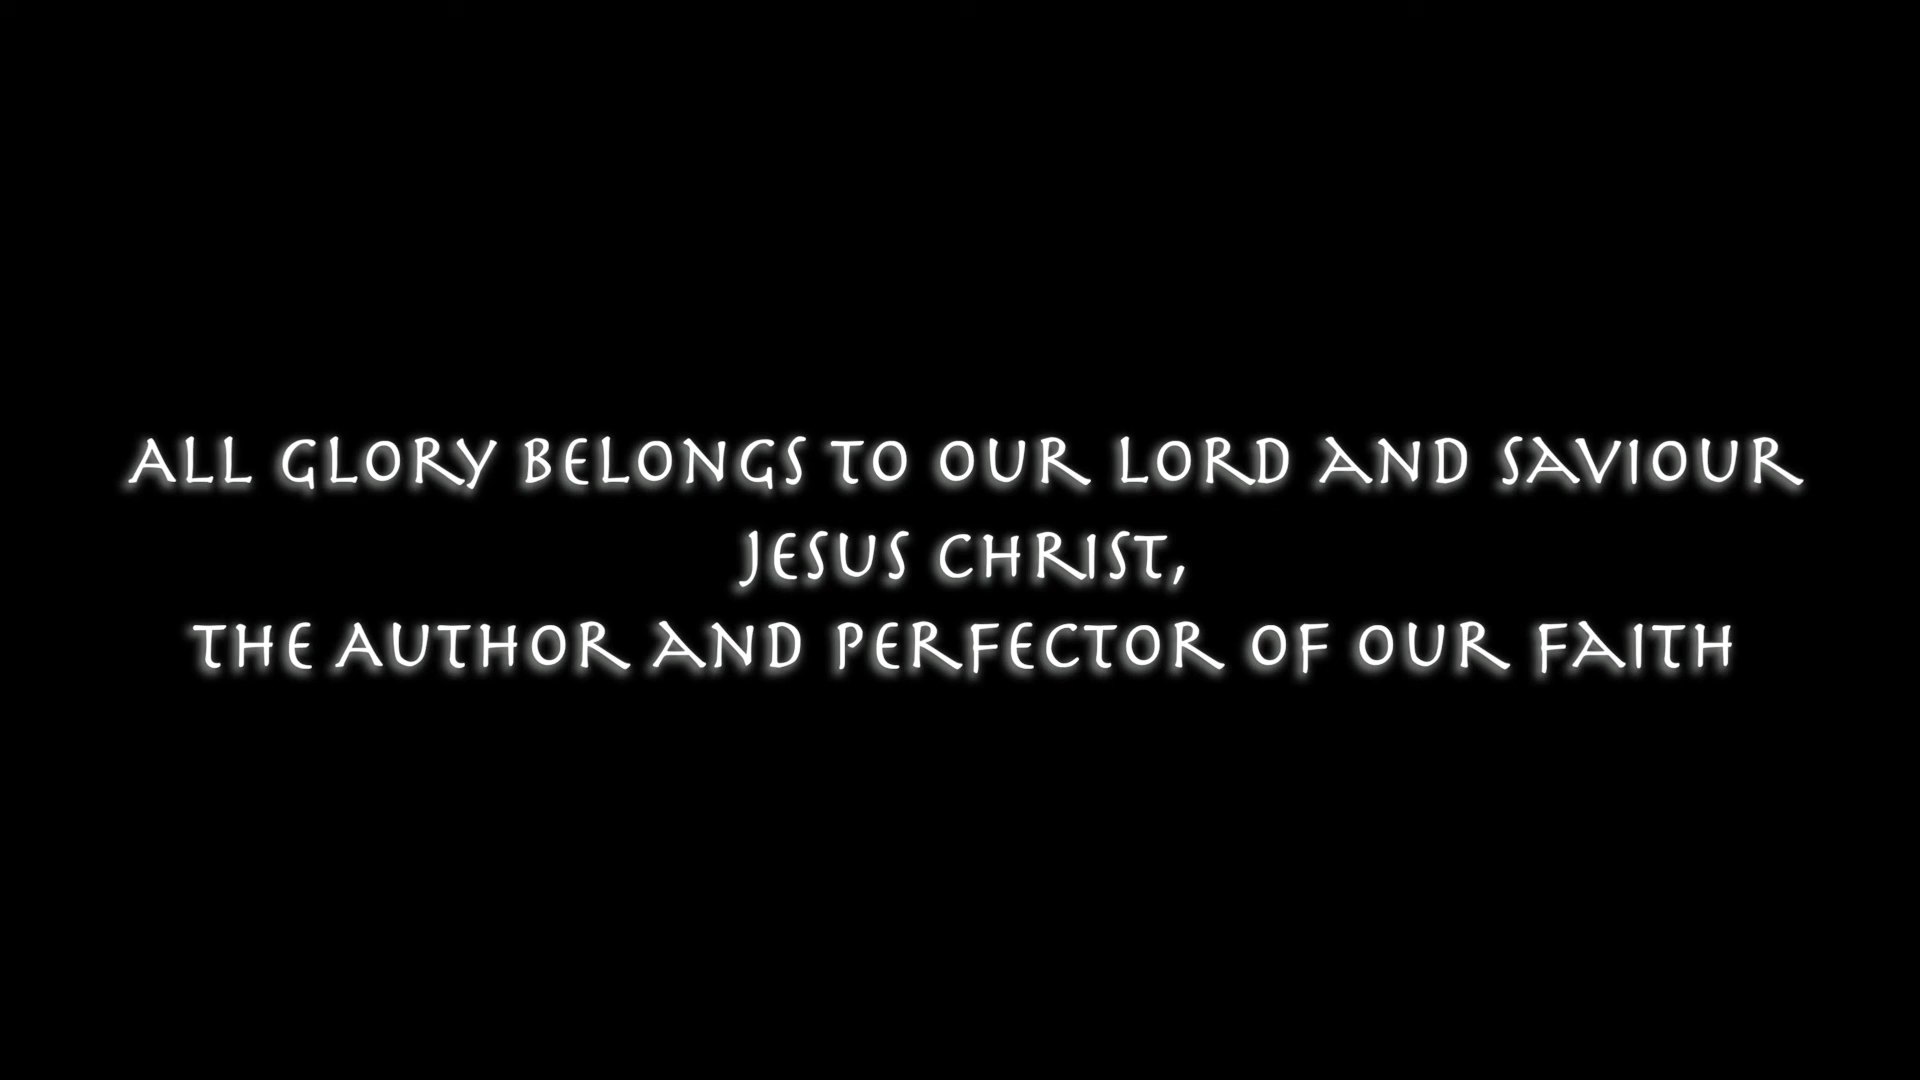 ALL GLORY BELONGS TO OUR LORD AND SAVIOUR
JESUS CHRIST,
THE AUTHOR AND PERFECTOR OF OUR FAITH